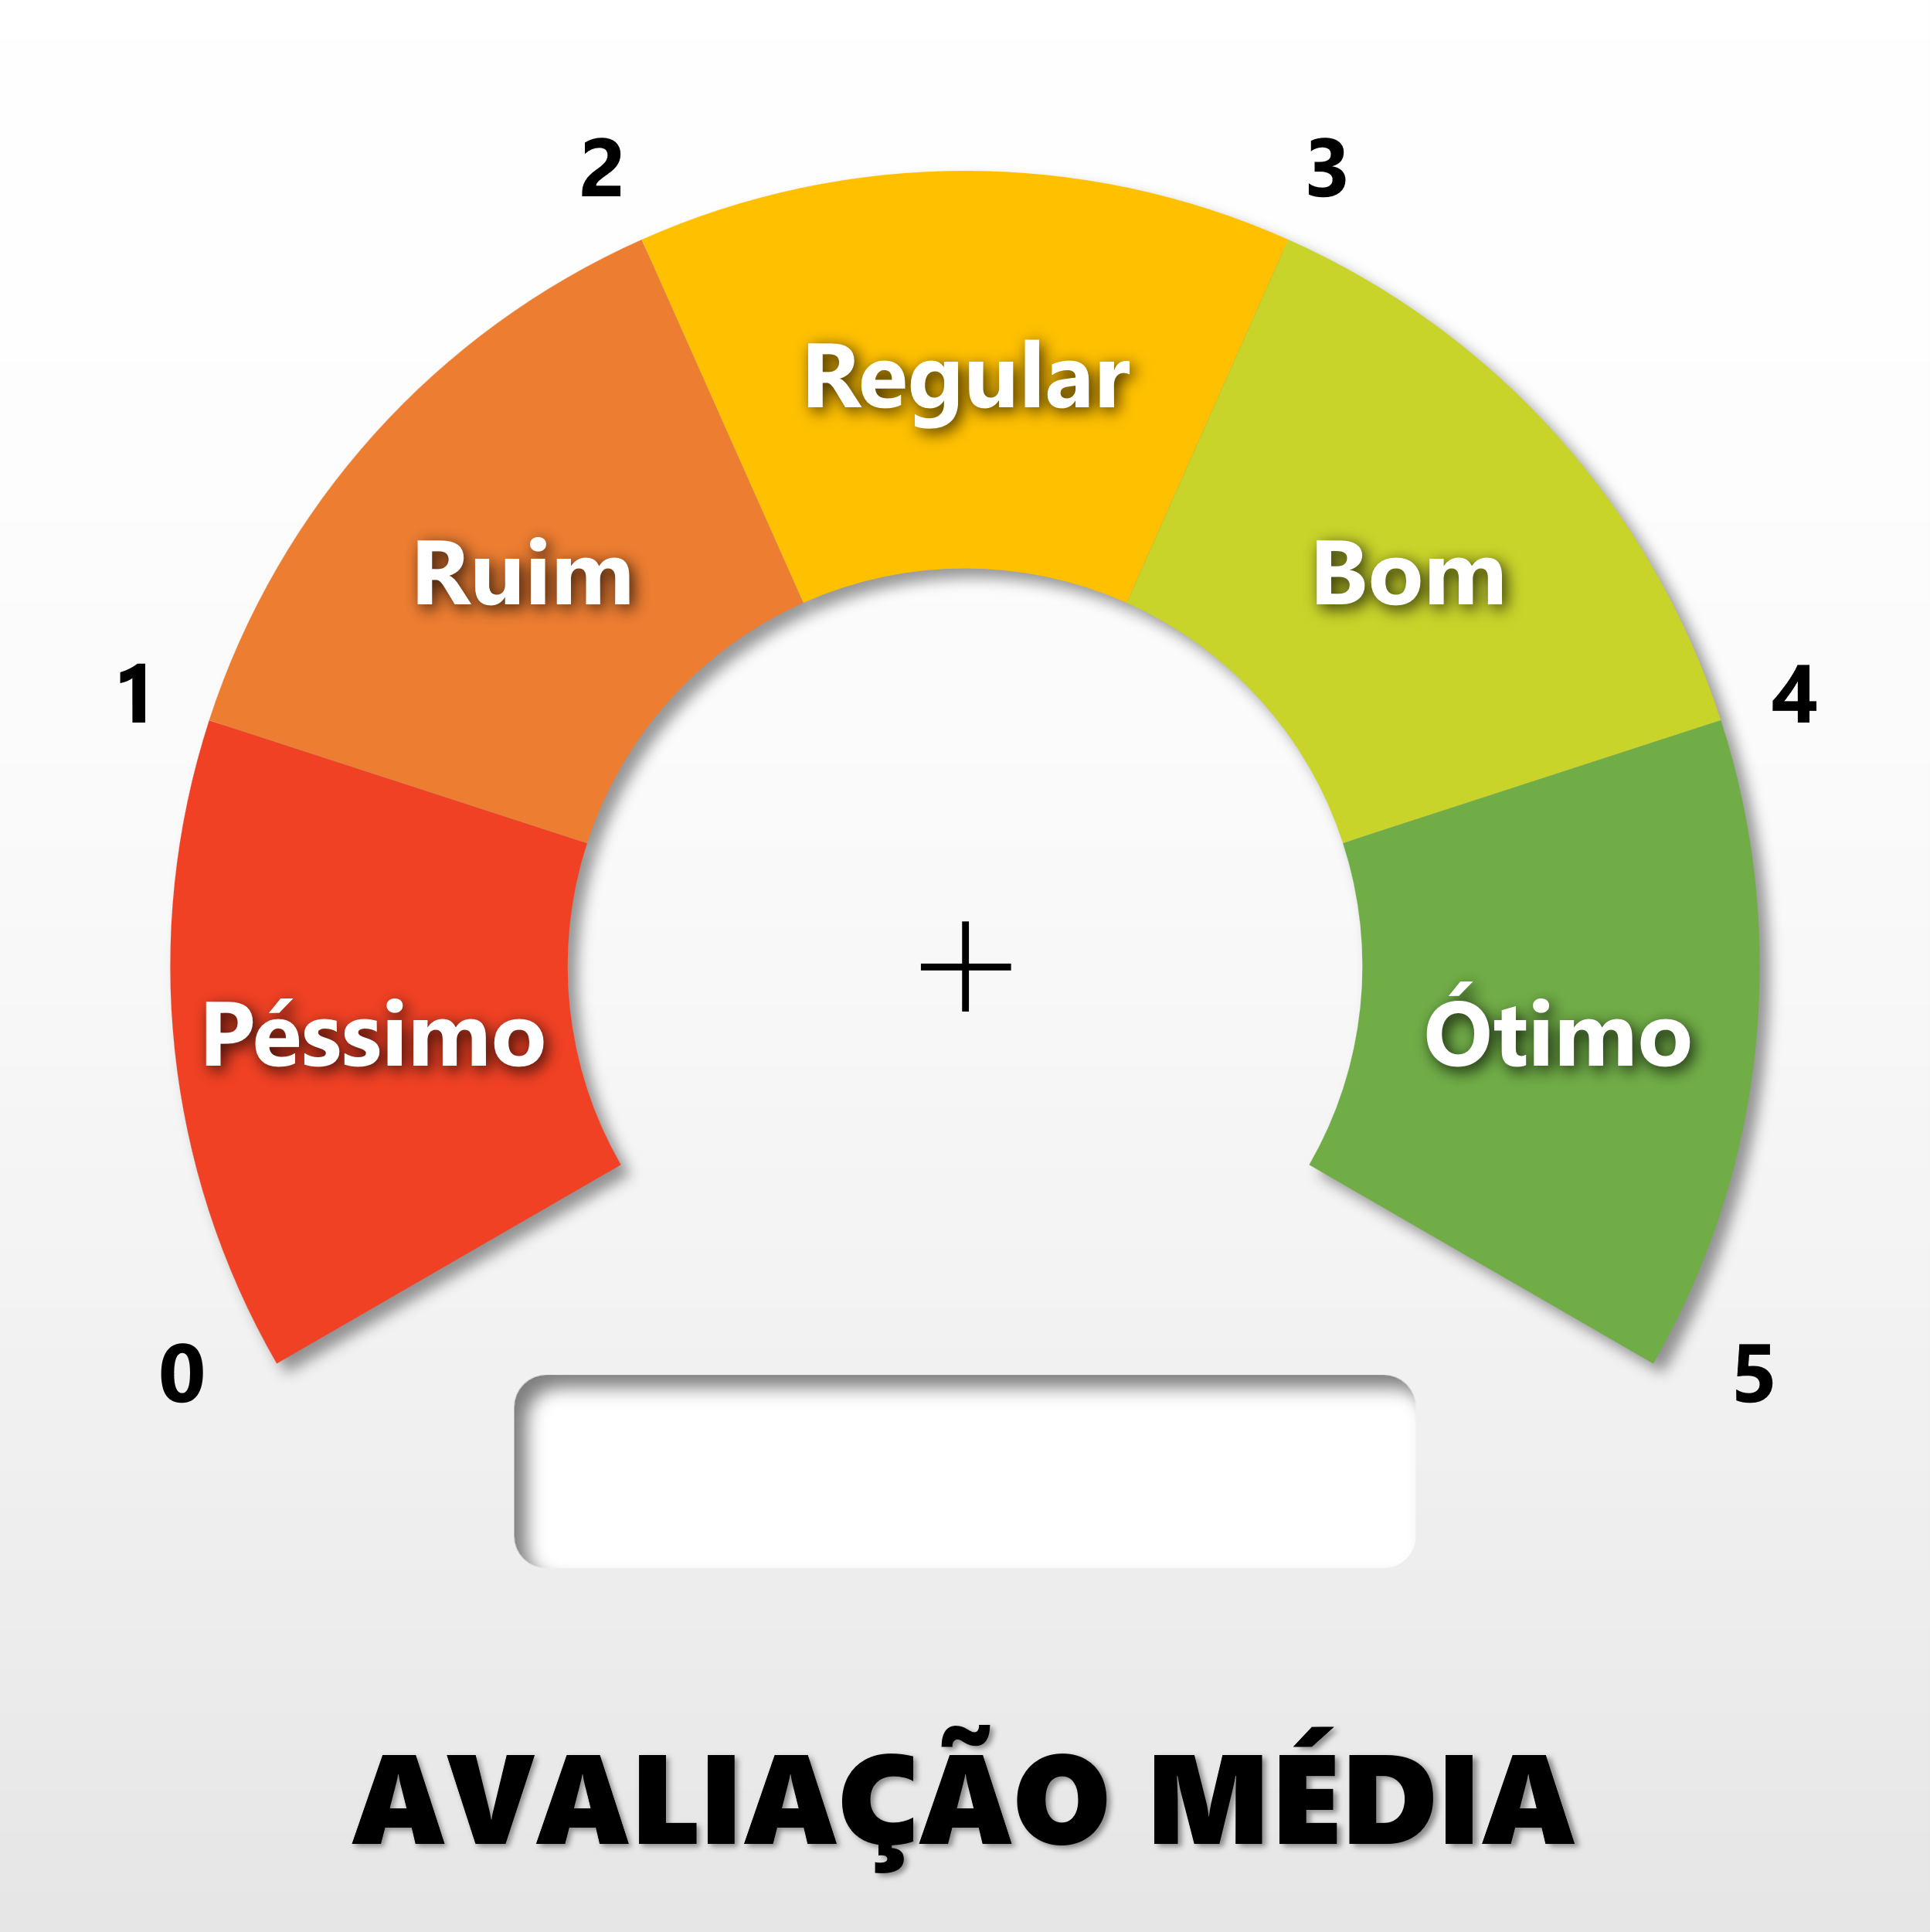 2
3
Regular
Ruim
Bom
1
4
Péssimo
Ótimo
0
5
AVALIAÇÃO MÉDIA